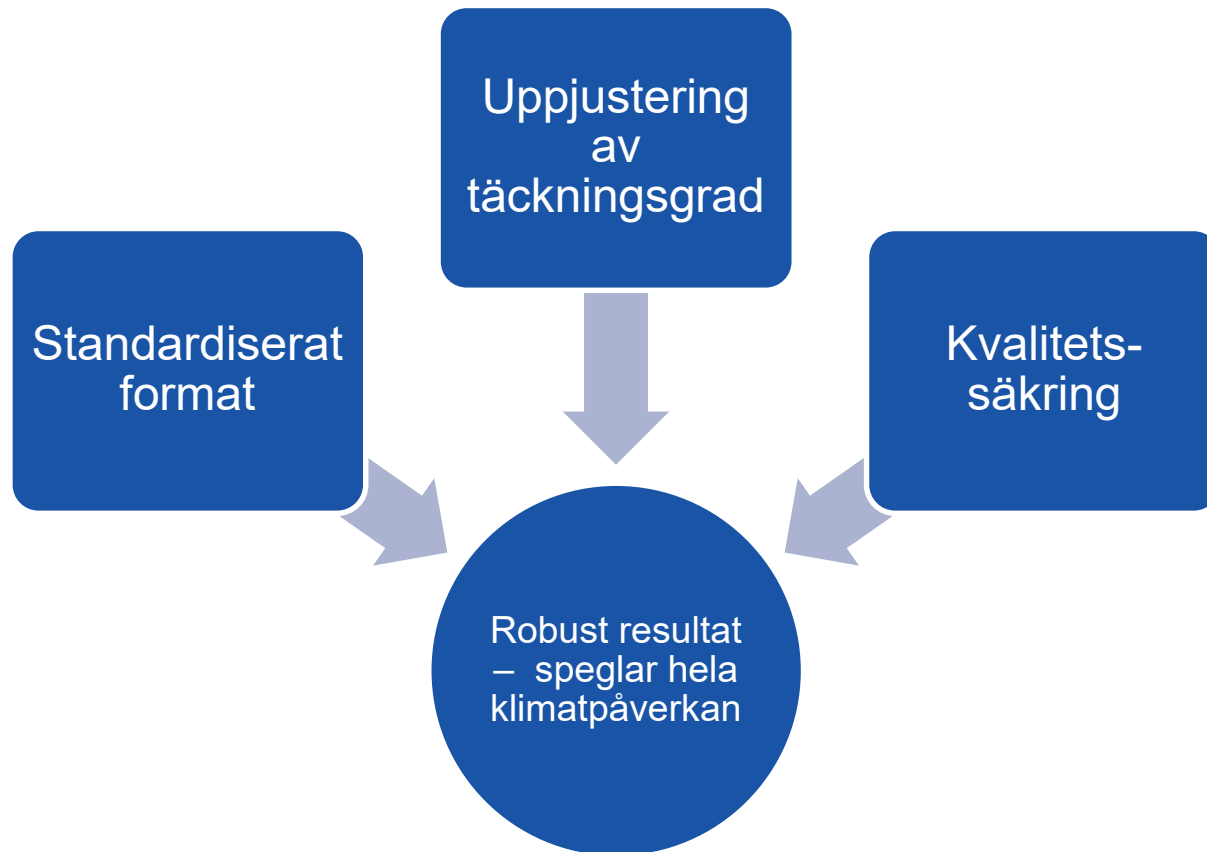 Uppjustering
av
täckningsgrad
Standardiserat
format
Kvalitets-
säkring
Robust resultat
– speglar hela
klimatpåverkan